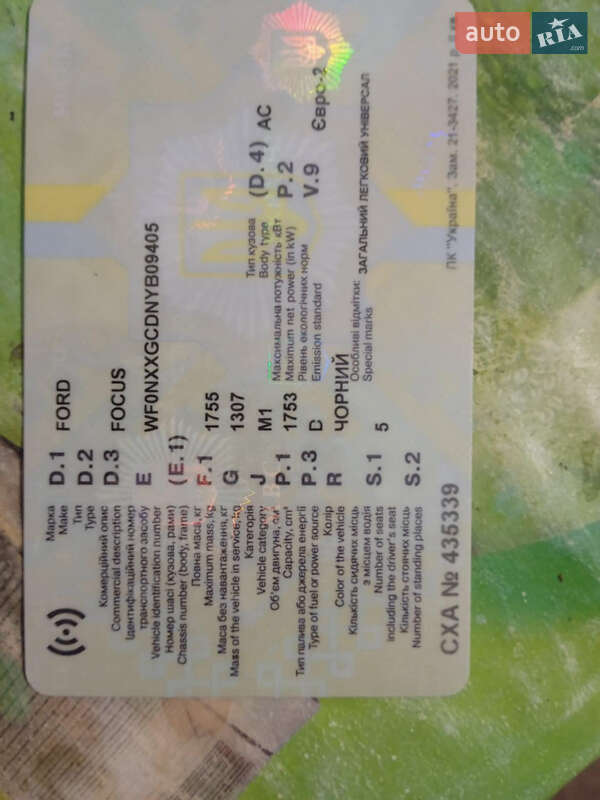 auto RIA .com
Марка
Make D.1 FORD
Тип
Type D.2
Комерційний опис
Commercial description D.3 FOCUS
Ідентифікаційний номер
транспортного засобу E WF0NXXGCDNYB09405
Vehicle identification number
Номер шасі (кузова, рами) (E.1)
Chassis number (body, frame)
Повна маса, кг
Maximum mass, kg F.1 1755
Маса без навантаження, кг
Mass of the vehicle in service, kg G 1307
Категорія
Vehicle category J M1
Тип кузова
Body type (D.4) AC
Об'єм двигуна, см³
Capacity, cm³ P.1 1753
Максимальна потужність кВт
Maximum net power (in kW) P.2
Тип палива або джерела енергії
Type of fuel or power source P.3 D
Рівень екологічних норм
Emission standard V.9 Євро-2
Колір
Color of the vehicle R ЧОРНИЙ
Кількість сидячих місць
з місцем водія
Number of seats
Including the driver's seat S.1 5
Особливі відмітки: ЗАГАЛЬНИЙ ЛЕГКОВИЙ УНІВЕРСАЛ
Special marks
Кількість стоячих місць
Number of standing places S.2
СХА № 435339
ПК "Україна". Зам. 21-3427. 2021 р.